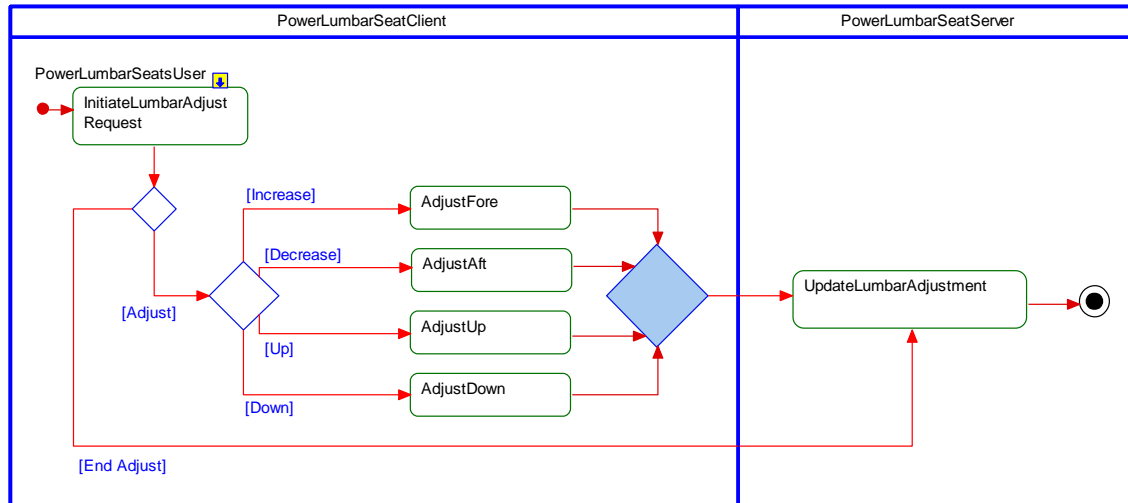 PowerLumbarSeatClient
PowerLumbarSeatServer
PowerLumbarSeatsUser
InitiateLumbarAdjust
Request
[Increase]
AdjustFore
[Decrease]
AdjustAft
UpdateLumbarAdjustment
[Adjust]
AdjustUp
[Up]
AdjustDown
[Down]
[End Adjust]